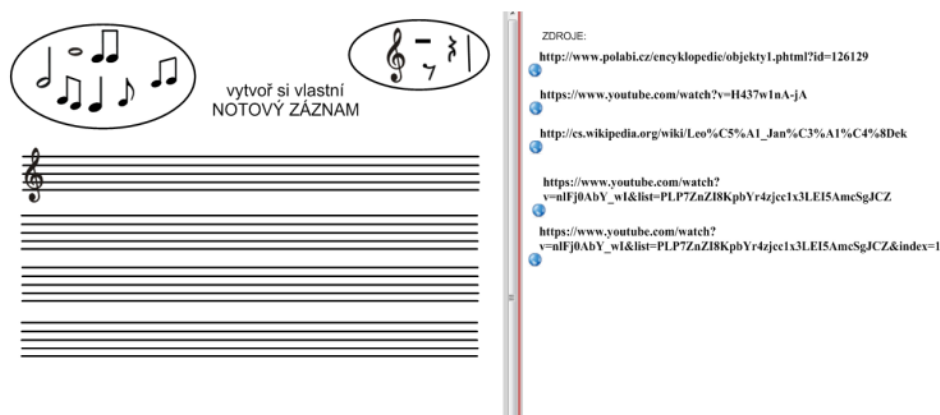 vytvoř si vlastní
NOTOVÝ ZÁZNAM
ZDROJE:
http://www.polabi.cz/encyklopedie/objekty1.phtml?id=126129
https://www.youtube.com/watch?v=H437w1nA-jA
http://cs.wikipedia.org/wiki/Leo%C5%A1_Jan%C3%A1%C4%8Dek
https://www.youtube.com/watch?
v=nlFj0AbY_wI&list=PLP7ZnZI8KpbYr4zjcc1x3LEI5AmcSgJCZ
https://www.youtube.com/watch?
v=nlFj0AbY_wI&list=PLP7ZnZI8KpbYr4zjcc1x3LEI5AmcSgJCZ&index=1